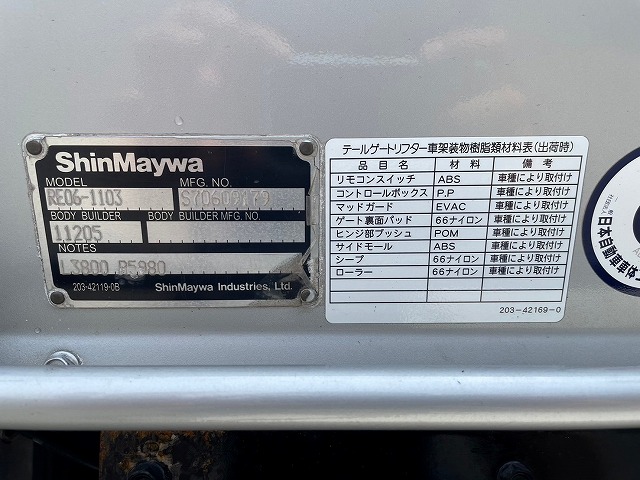 ShinMaywa
MODEL MFG. NO.
RE06-1103
BODY BUILDER BODY BUILDER MFG. NO.
11205
NOTES
L3800 R5980
203-42119-0B ShinMaywa Industries, Ltd.
テールゲートリフター車架装物樹脂類材料表(出荷時)
品名 材料 備考
リモコンスイッチ ABS 車種により取付け
コントロールボックス P.P 車種により取付け
マッドガード EVAC 車種により取付け
ゲート裏面パッド 66ナイロン 車種により取付け
ヒンジ部ブッシュ POM 車種により取付け
サイドモール ABS 車種により取付け
シーブ 66ナイロン 車種により取付け
ローラー 66ナイロン 車種により取付け
203-42169-0
日本自動車